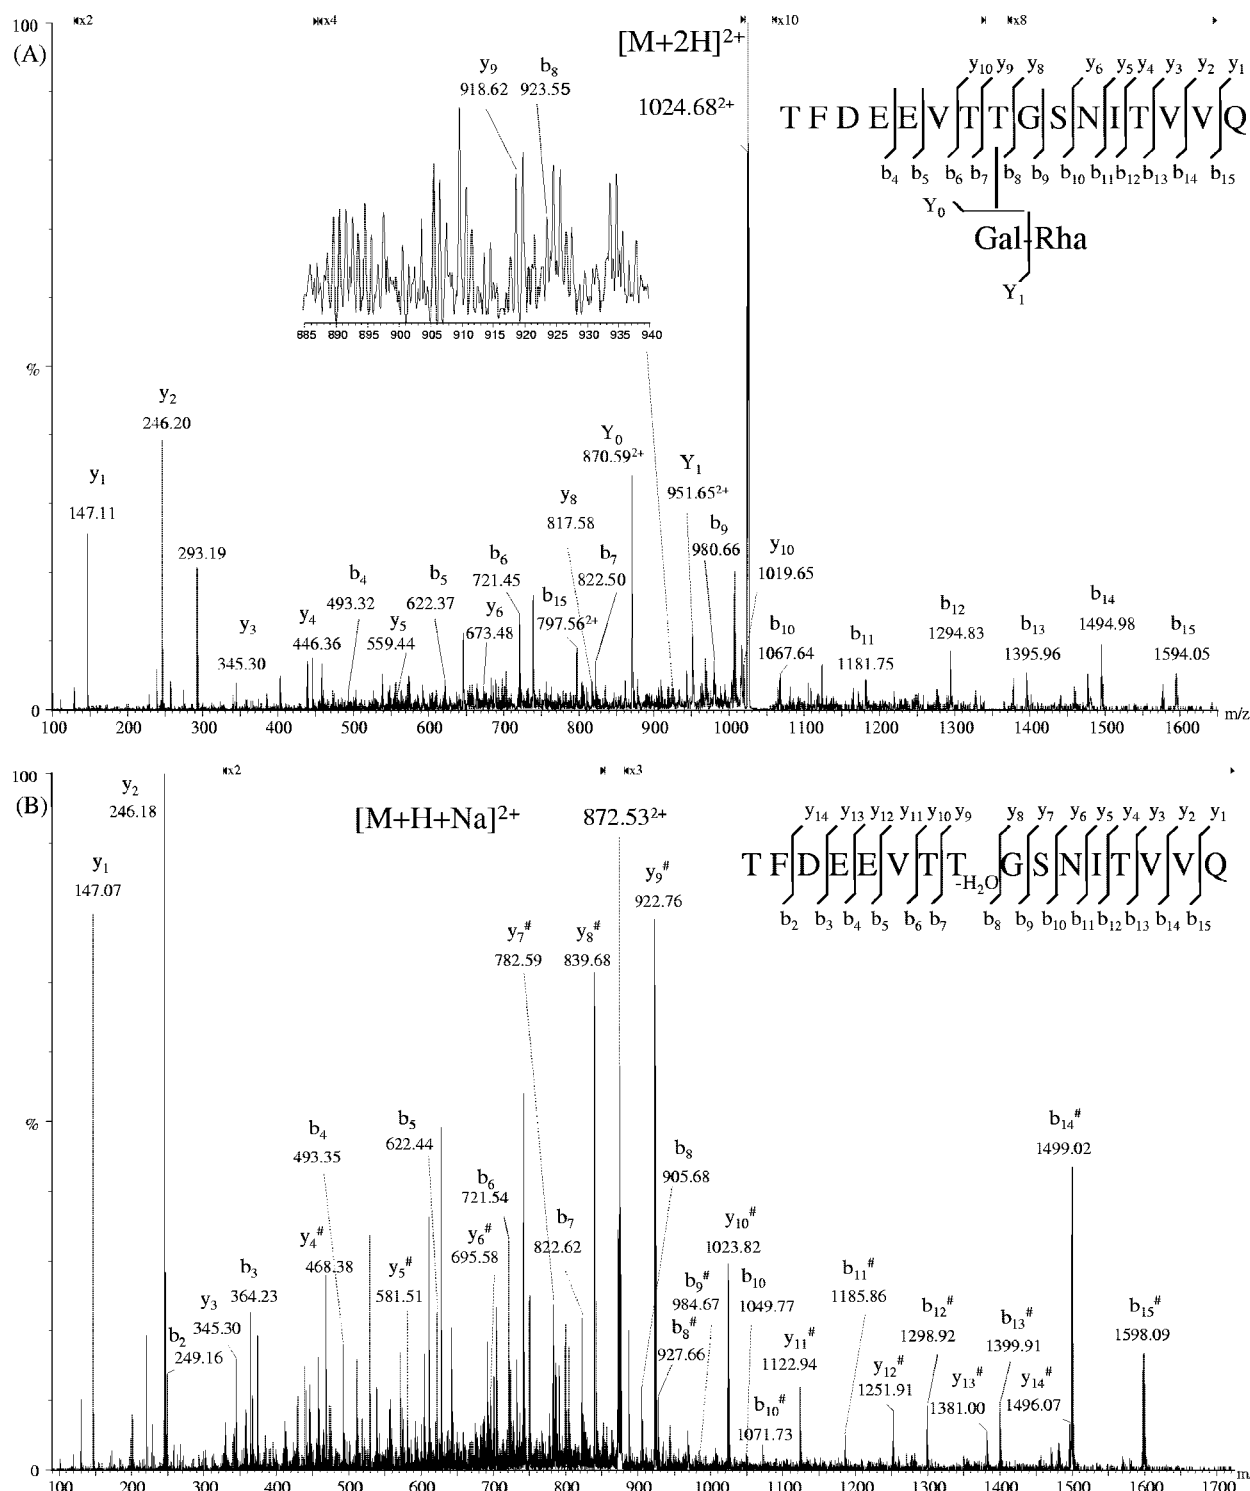 100 x2 x4 x10 x8
(A)
[M+2H]2+
1024.682+
y9 b8
918.62 923.55
y10 y9 y8 y6 y5 y4 y3 y2 y1
T F D E E V T T G S N I T V V Q
b4 b5 b6 b7 b8 b9 b10 b11 b12 b13 b14 b15
Y0
Gal-Rha
Y1
885 890 895 900 905 910 915 920 925 930 935 940
%
y2
246.20
y1
147.11
293.19
y3
345.30
y4
446.36
b4
493.32
y5
559.44
b5
622.37
y6
673.48
b6
721.45
b15
797.562+
y8
817.58
b7
822.50
Y0
870.592+
Y1
951.652+
b9
980.66
y10
1019.65
b10
1067.64
b11
1181.75
b12
1294.83
b13
1395.96
b14
1494.98
b15
1594.05
0
100 200 300 400 500 600 700 800 900 1000 1100 1200 1300 1400 1500 1600 m/z
100 x2 x3
(B)
[M+H+Na]2+
872.532+
y14 y13 y12 y11 y10 y9 y8 y7 y6 y5 y4 y3 y2 y1
T F D E E V T T-H2O G S N I T V V Q
b2 b3 b4 b5 b6 b7 b8 b9 b10 b11 b12 b13 b14 b15
y2
246.18
y1
147.07
y9#
922.76
y7#
782.59
y8#
839.68
%
b4
493.35
b5
622.44
b6
721.54
b8
905.68
b14#
1499.02
y4#
468.38
y6#
695.58
b7
822.62
y10#
1023.82
b3
364.23
y3
345.30
b2
249.16
y5#
581.51
b9#
984.67
b10
1049.77
b8#
927.66
b11#
1185.86
y11#
1122.94
b10#
1071.73
b12#
1298.92
y12#
1251.91
b13#
1399.91
y13#
1381.00
y14#
1496.07
b15#
1598.09
0
100 200 300 400 500 600 700 800 900 1000 1100 1200 1300 1400 1500 1600 1700 m